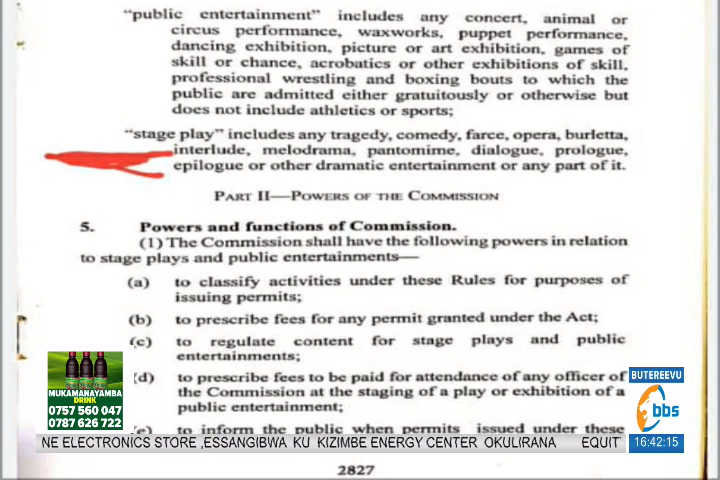 “public entertainment” includes any concert, animal or
circus performance, waxworks, puppet performance,
dancing exhibition, picture or art exhibition, games of
skill or chance, acrobatics or other exhibitions of skill,
professional wrestling and boxing bouts to which the
public are admitted either gratuitously or otherwise but
does not include athletics or sports;
“stage play” includes any tragedy, comedy, farce, opera, burletta,
interlude, melodrama, pantomime, dialogue, prologue,
epilogue or other dramatic entertainment or any part of it.
PART II—POWERS OF THE COMMISSION
5. Powers and functions of Commission.
(1) The Commission shall have the following powers in relation
to stage plays and public entertainments—
(a) to classify activities under these Rules for purposes of
issuing permits;
(b) to prescribe fees for any permit granted under the Act;
(c) to regulate content for stage plays and public
entertainments;
(d) to prescribe fees to be paid for attendance of any officer of
the Commission at the staging of a play or exhibition of a
public entertainment;
(e) to inform the public when permits issued under these
MUKAMANAYAMBA
DRINK
0757 560 047
0787 626 722
BUTEREEVU
bbs
16:42:15
NE ELECTRONICS STORE ,ESSANGIBWA KU KIZIMBE ENERGY CENTER OKULIRANA EQUIT
2827